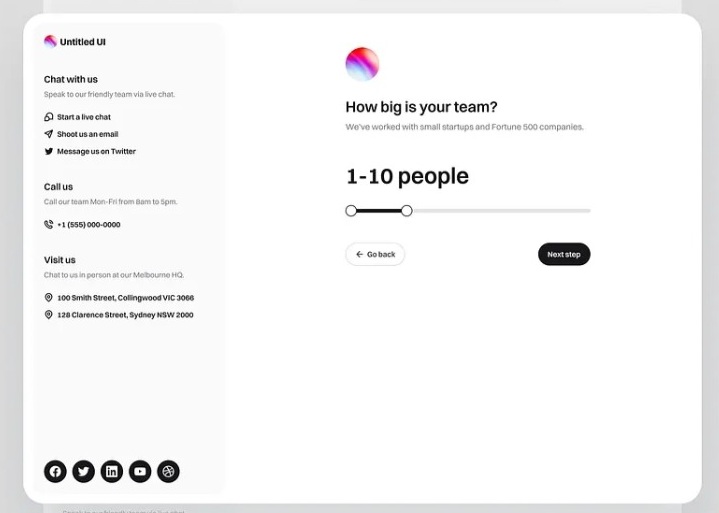 Untitled UI
Chat with us
Speak to our friendly team via live chat.
Start a live chat
Shoot us an email
Message us on Twitter
Call us
Call our team Mon-Fri from 8am to 5pm.
+1 (555) 000-0000
Visit us
Chat to us in person at our Melbourne HQ.
100 Smith Street, Collingwood VIC 3066
128 Clarence Street, Sydney NSW 2000
How big is your team?
We've worked with small startups and Fortune 500 companies.
1-10 people
Go back
Next step